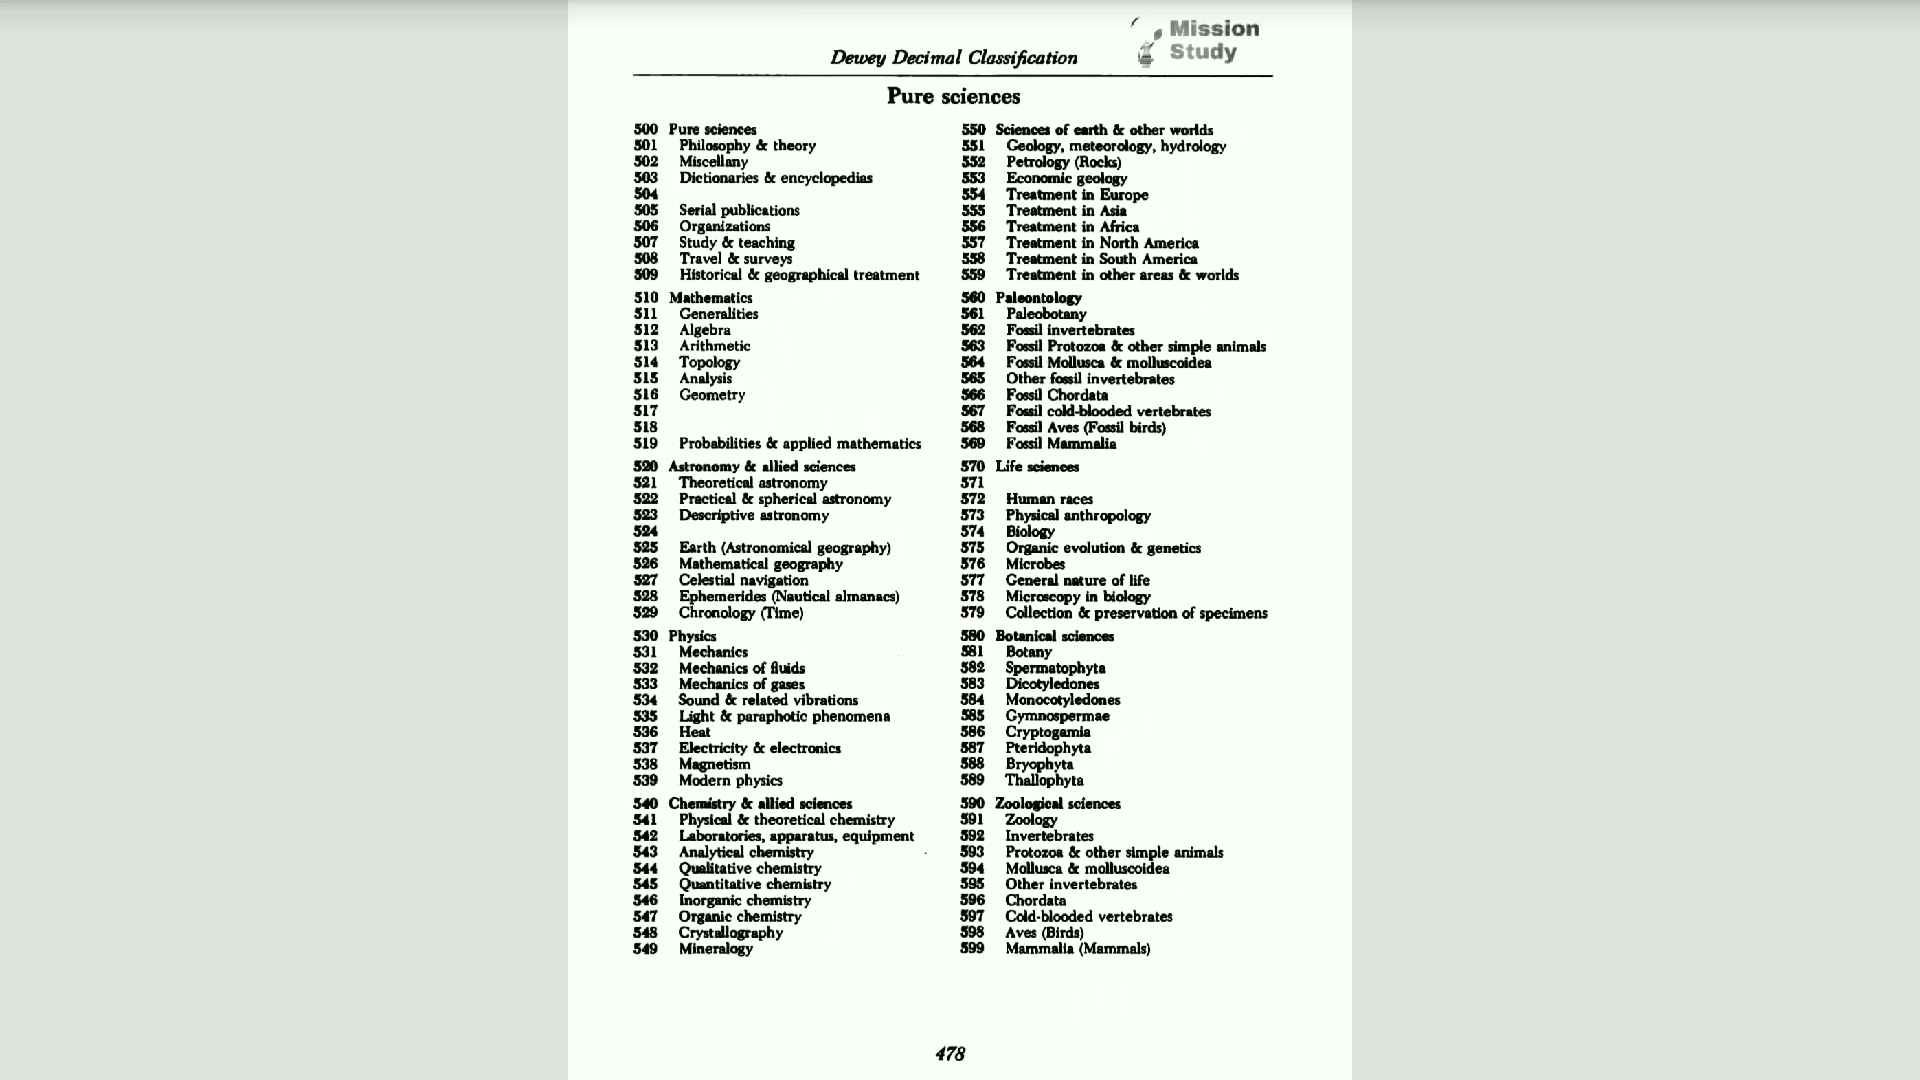 Mission
Study
Dewey Decimal Classification
Pure sciences
500 Pure sciences
501 Philosophy & theory
502 Miscellany
503 Dictionaries & encyclopedias
504
505 Serial publications
506 Organizations
507 Study & teaching
508 Travel & surveys
509 Historical & geographical treatment
510 Mathematics
511 Generalities
512 Algebra
513 Arithmetic
514 Topology
515 Analysis
516 Geometry
517
518
519 Probabilities & applied mathematics
520 Astronomy & allied sciences
521 Theoretical astronomy
522 Practical & spherical astronomy
523 Descriptive astronomy
524
525 Earth (Astronomical geography)
526 Mathematical geography
527 Celestial navigation
528 Ephemerides (Nautical almanacs)
529 Chronology (Time)
530 Physics
531 Mechanics
532 Mechanics of fluids
533 Mechanics of gases
534 Sound & related vibrations
535 Light & paraphotic phenomena
536 Heat
537 Electricity & electronics
538 Magnetism
539 Modern physics
540 Chemistry & allied sciences
541 Physical & theoretical chemistry
542 Laboratories, apparatus, equipment
543 Analytical chemistry
544 Qualitative chemistry
545 Quantitative chemistry
546 Inorganic chemistry
547 Organic chemistry
548 Crystallography
549 Mineralogy
550 Sciences of earth & other worlds
551 Geology, meteorology, hydrology
552 Petrology (Rocks)
553 Economic geology
554 Treatment in Europe
555 Treatment in Asia
556 Treatment in Africa
557 Treatment in North America
558 Treatment in South America
559 Treatment in other areas & worlds
560 Paleontology
561 Paleobotany
562 Fossil invertebrates
563 Fossil Protozoa & other simple animals
564 Fossil Mollusca & molluscoidea
565 Other fossil invertebrates
566 Fossil Chordata
567 Fossil cold-blooded vertebrates
568 Fossil Aves (Fossil birds)
569 Fossil Mammalia
570 Life sciences
571
572 Human races
573 Physical anthropology
574 Biology
575 Organic evolution & genetics
576 Microbes
577 General nature of life
578 Microscopy in biology
579 Collection & preservation of specimens
580 Botanical sciences
581 Botany
582 Spermatophyta
583 Dicotyledones
584 Monocotyledones
585 Gymnospermae
586 Cryptogamia
587 Pteridophyta
588 Bryophyta
589 Thallophyta
590 Zoological sciences
591 Zoology
592 Invertebrates
593 Protozoa & other simple animals
594 Mollusca & molluscoidea
595 Other invertebrates
596 Chordata
597 Cold-blooded vertebrates
598 Aves (Birds)
599 Mammalia (Mammals)
478